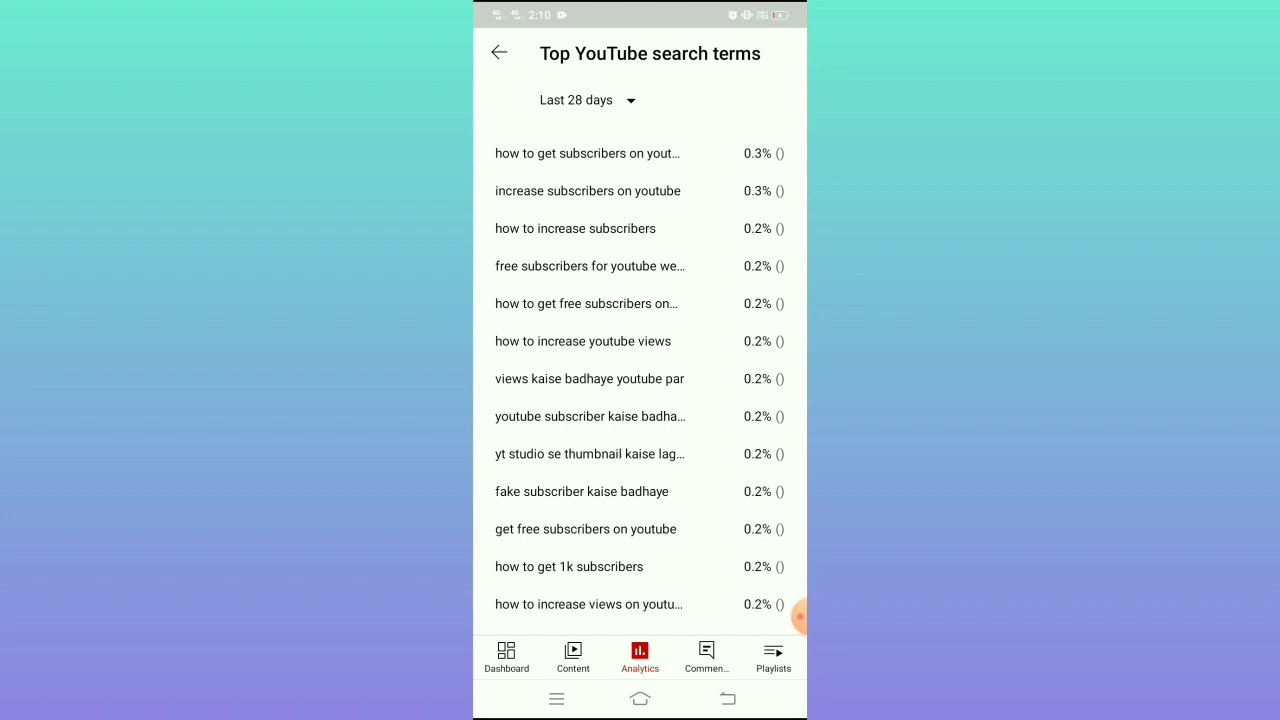 2:10
Top YouTube search terms
Last 28 days
how to get subscribers on yout... 0.3% ()
increase subscribers on youtube 0.3% ()
how to increase subscribers 0.2% ()
free subscribers for youtube we... 0.2% ()
how to get free subscribers on... 0.2% ()
how to increase youtube views 0.2% ()
views kaise badhaye youtube par 0.2% ()
youtube subscriber kaise badha... 0.2% ()
yt studio se thumbnail kaise lag... 0.2% ()
fake subscriber kaise badhaye 0.2% ()
get free subscribers on youtube 0.2% ()
how to get 1k subscribers 0.2% ()
how to increase views on youtu... 0.2% ()
Dashboard Content Analytics Commen... Playlists